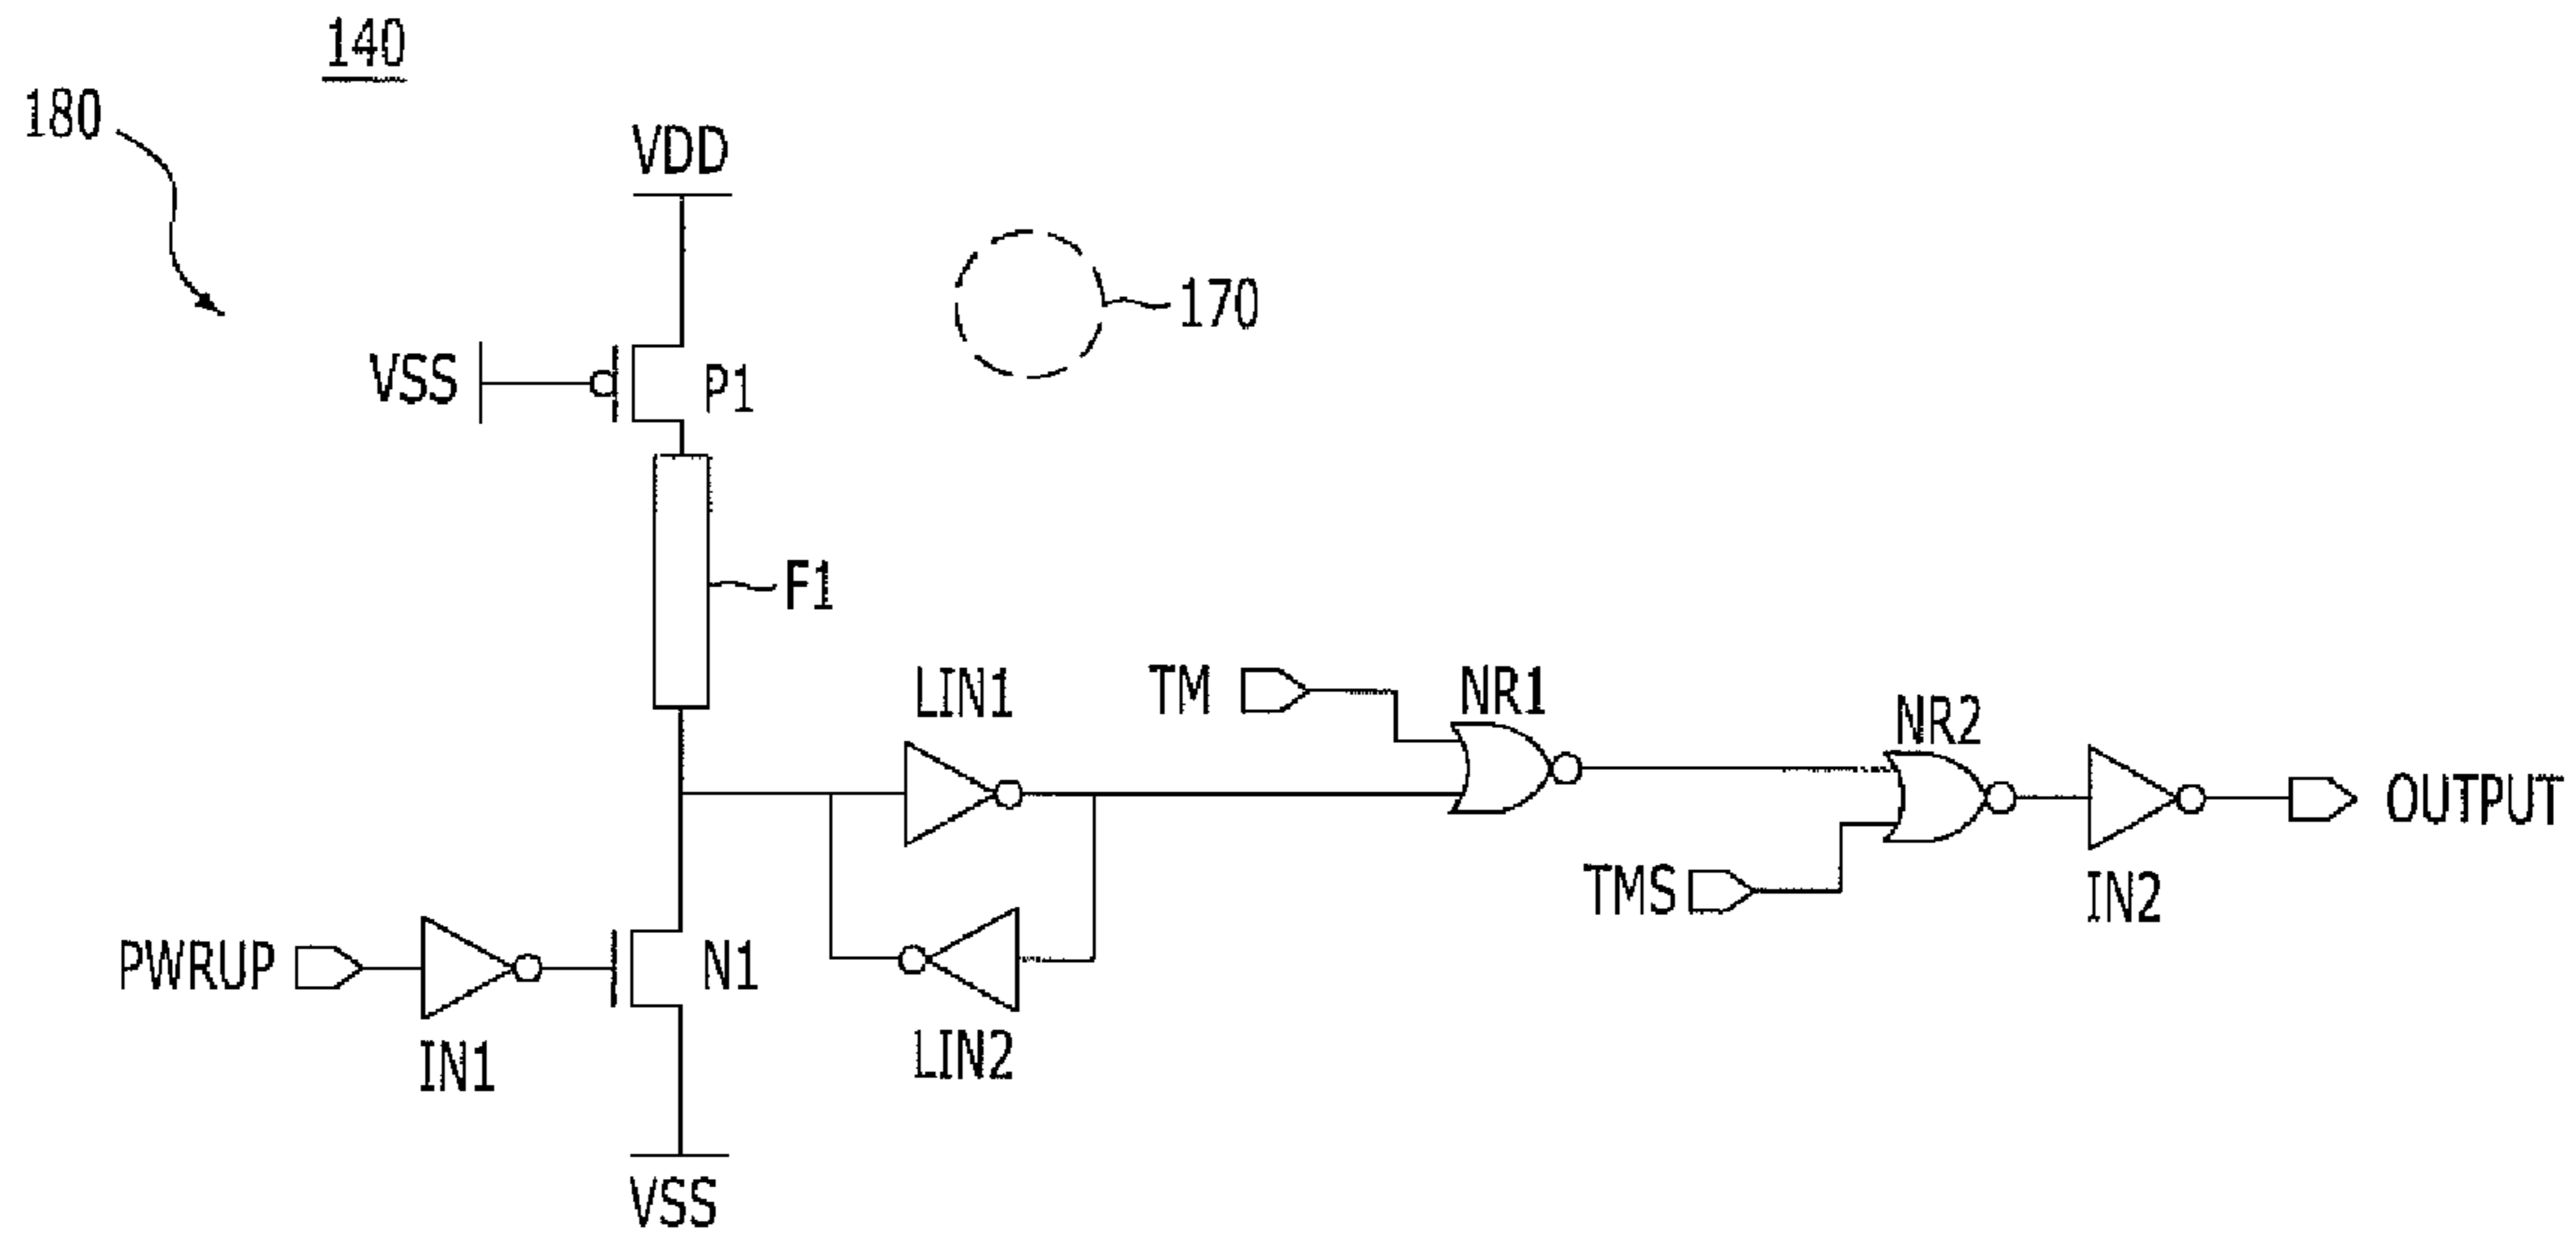 140
180
VDD
170
VSS
P1
F1
LIN1
TM
NR1
NR2
OUTPUT
TMS
IN2
PWRUP
N1
IN1
LIN2
VSS